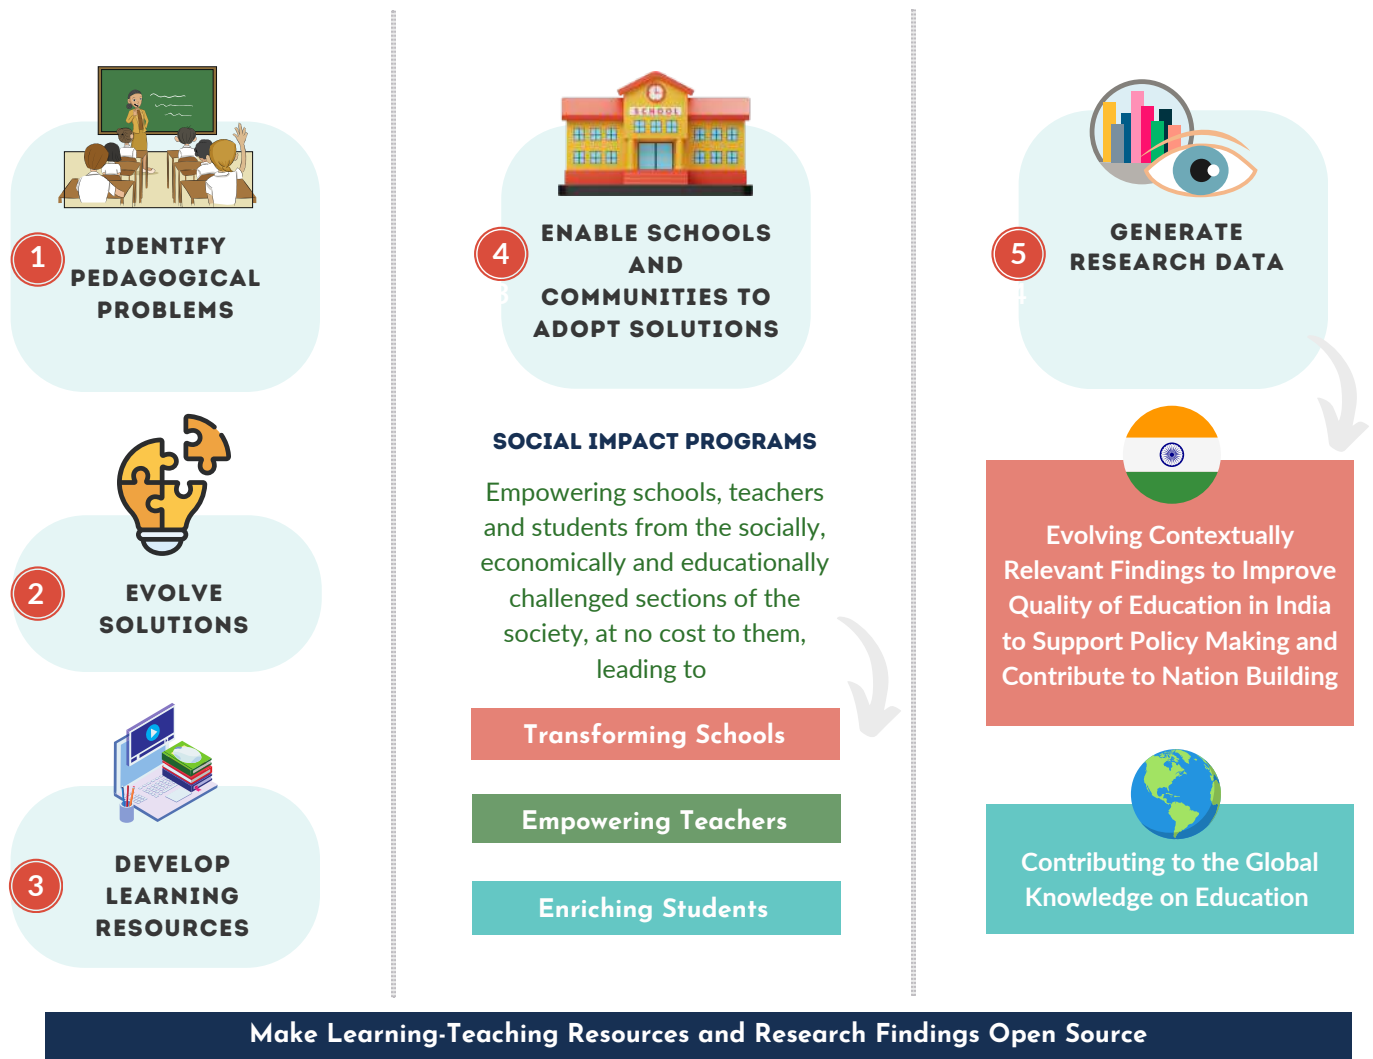 1
IDENTIFY
PEDAGOGICAL
PROBLEMS
2
EVOLVE
SOLUTIONS
3
DEVELOP
LEARNING
RESOURCES
SCHOOL
4
3
ENABLE SCHOOLS
AND
COMMUNITIES TO
ADOPT SOLUTIONS
SOCIAL IMPACT PROGRAMS
Empowering schools, teachers
and students from the socially,
economically and educationally
challenged sections of the
society, at no cost to them,
leading to
Transforming Schools
Empowering Teachers
Enriching Students
5
4
GENERATE
RESEARCH DATA
Evolving Contextually
Relevant Findings to Improve
Quality of Education in India
to Support Policy Making and
Contribute to Nation Building
Contributing to the Global
Knowledge on Education
Make Learning-Teaching Resources and Research Findings Open Source